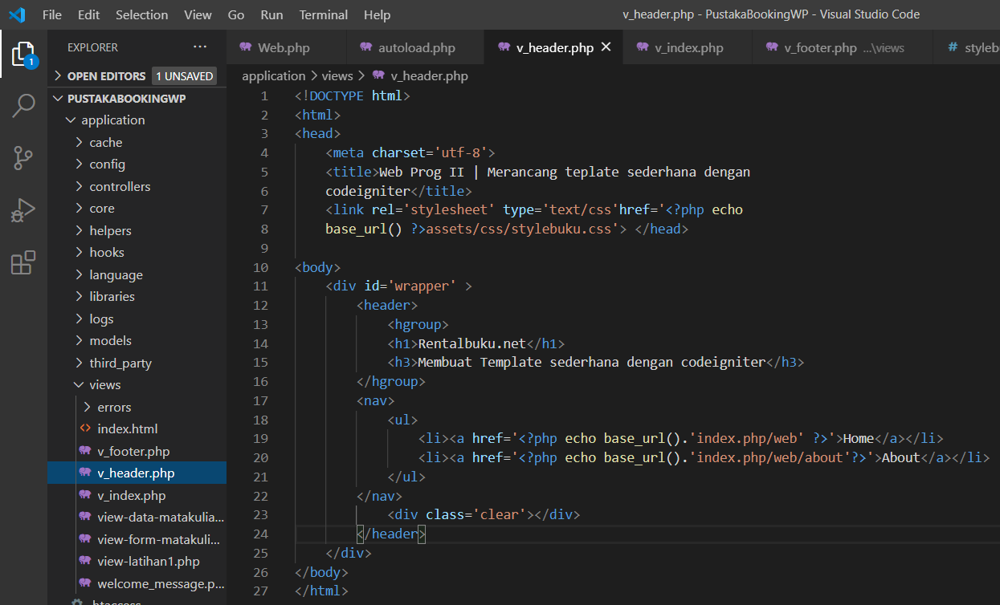 File Edit Selection View Go Run Terminal Help v_header.php - PustakaBookingWP - Visual Studio Code
EXPLORER ...
Web.php autoload.php v_header.php v_index.php v_footer.php ...\views # styleb
1
OPEN EDITORS 1 UNSAVED
application > views > v_header.php
PUSTAKABOOKINGWP
application
cache
config
controllers
core
helpers
hooks
language
libraries
logs
models
third_party
views
errors
<> index.html
v_footer.php
v_header.php
v_index.php
view-data-matakulia...
view-form-matakuli...
view-latihan1.php
welcome_message.p...
.htaccess
1 <!DOCTYPE html>
2 <html>
3 <head>
4 <meta charset='utf-8'>
5 <title>Web Prog II | Merancang teplate sederhana dengan
6 codeigniter</title>
7 <link rel='stylesheet' type='text/css'href='<?php echo
8 base_url() ?>assets/css/stylebuku.css'> </head>
9
10 <body>
11 <div id='wrapper' >
12 <header>
13 <hgroup>
14 <h1>Rentalbuku.net</h1>
15 <h3>Membuat Template sederhana dengan codeigniter</h3>
16 </hgroup>
17 <nav>
18 <ul>
19 <li><a href='<?php echo base_url().'index.php/web' ?>'>Home</a></li>
20 <li><a href='<?php echo base_url().'index.php/web/about'?>'>About</a></li>
21 </ul>
22 </nav>
23 <div class='clear'></div>
24 </header>
25 </div>
26 </body>
27 </html>